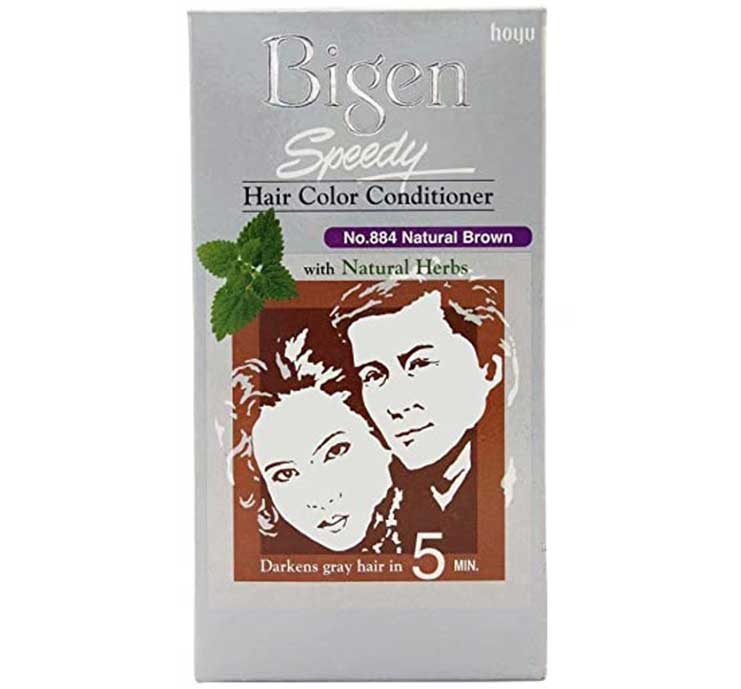 hoyu
Bigen
Speedy
Hair Color Conditioner
No.884 Natural Brown
with Natural Herbs
Darkens gray hair in 5 MIN.